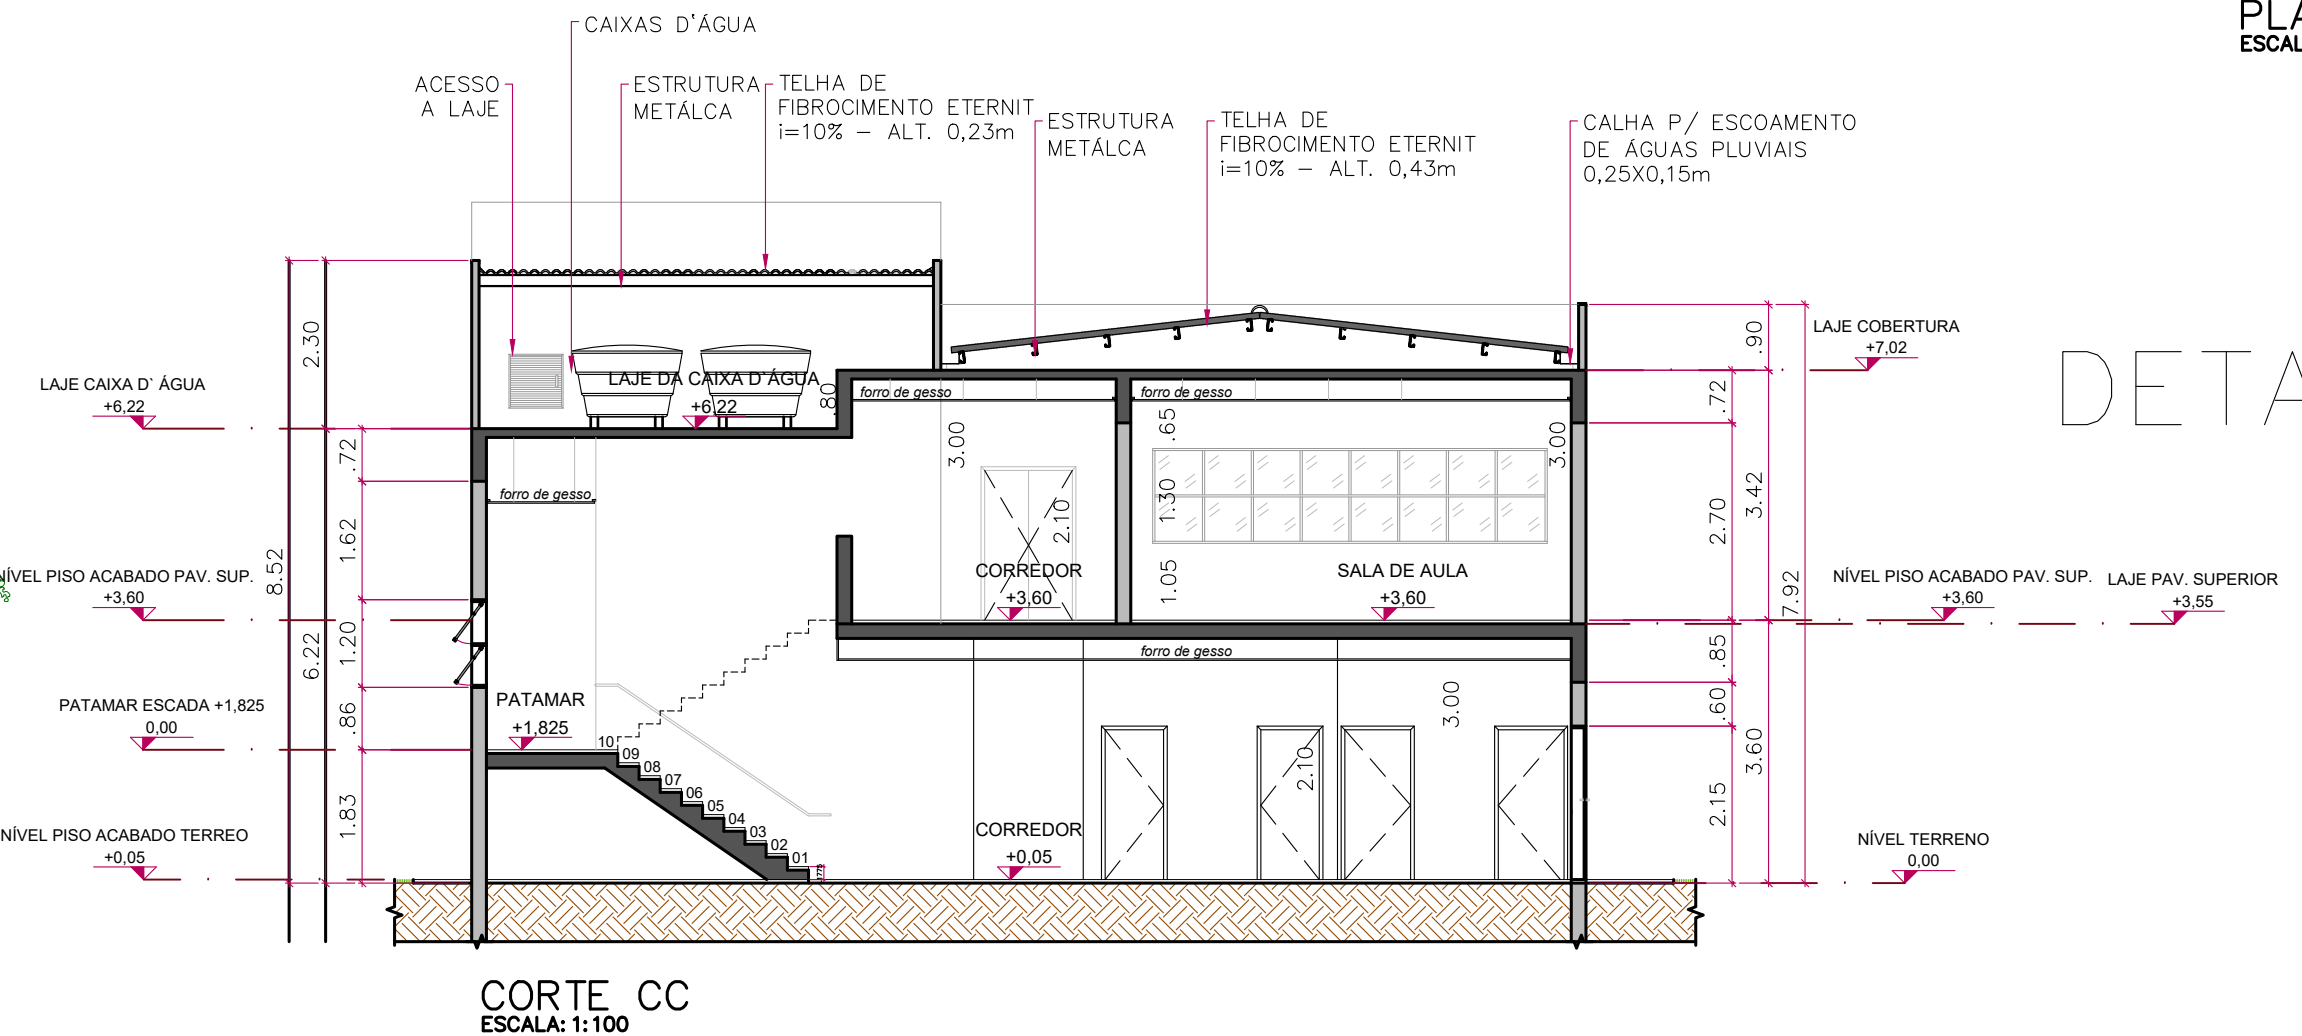 PLA
ESCAL
CAIXAS D'ÁGUA
ACESSO
A LAJE
ESTRUTURA
METÁLCA
TELHA DE
FIBROCIMENTO ETERNIT
i=10% - ALT. 0,23m
ESTRUTURA
METÁLCA
TELHA DE
FIBROCIMENTO ETERNIT
i=10% - ALT. 0,43m
CALHA P/ ESCOAMENTO
DE ÁGUAS PLUVIAIS
0,25X0,15m
LAJE CAIXA D` ÁGUA
+6,22
NÍVEL PISO ACABADO PAV. SUP.
+3,60
PATAMAR ESCADA +1,825
0,00
NÍVEL PISO ACABADO TERREO
+0,05
8.52
2.30
6.22
.72
1.62
1.20
.86
1.83
LAJE DA CAIXA D`ÁGUA
+6,22
.80
forro de gesso
forro de gesso
forro de gesso
3.00
2.10
CORREDOR
+3,60
.65
1.30
1.05
SALA DE AULA
+3,60
3.00
forro de gesso
PATAMAR
+1,825
10
09
08
07
06
05
04
03
02
01
CORREDOR
+0,05
3.00
2.10
.72
2.70
.85
.60
2.15
.90
3.42
3.60
7.92
LAJE COBERTURA
+7,02
NÍVEL PISO ACABADO PAV. SUP.
+3,60
LAJE PAV. SUPERIOR
+3,55
NÍVEL TERRENO
0,00
DETA
CORTE CC
ESCALA: 1:100